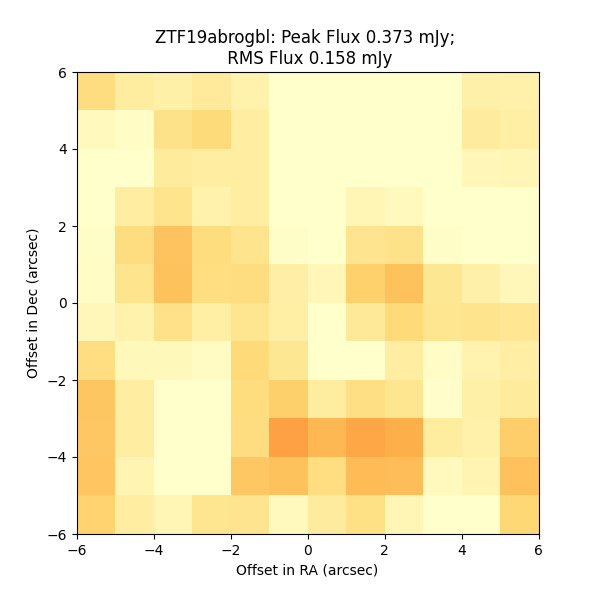 ZTF19abrogbl: Peak Flux 0.373 mJy;
RMS Flux 0.158 mJy
6
4
2
0
−2
−4
−6
Offset in Dec (arcsec)
−6 −4 −2 0 2 4 6
Offset in RA (arcsec)